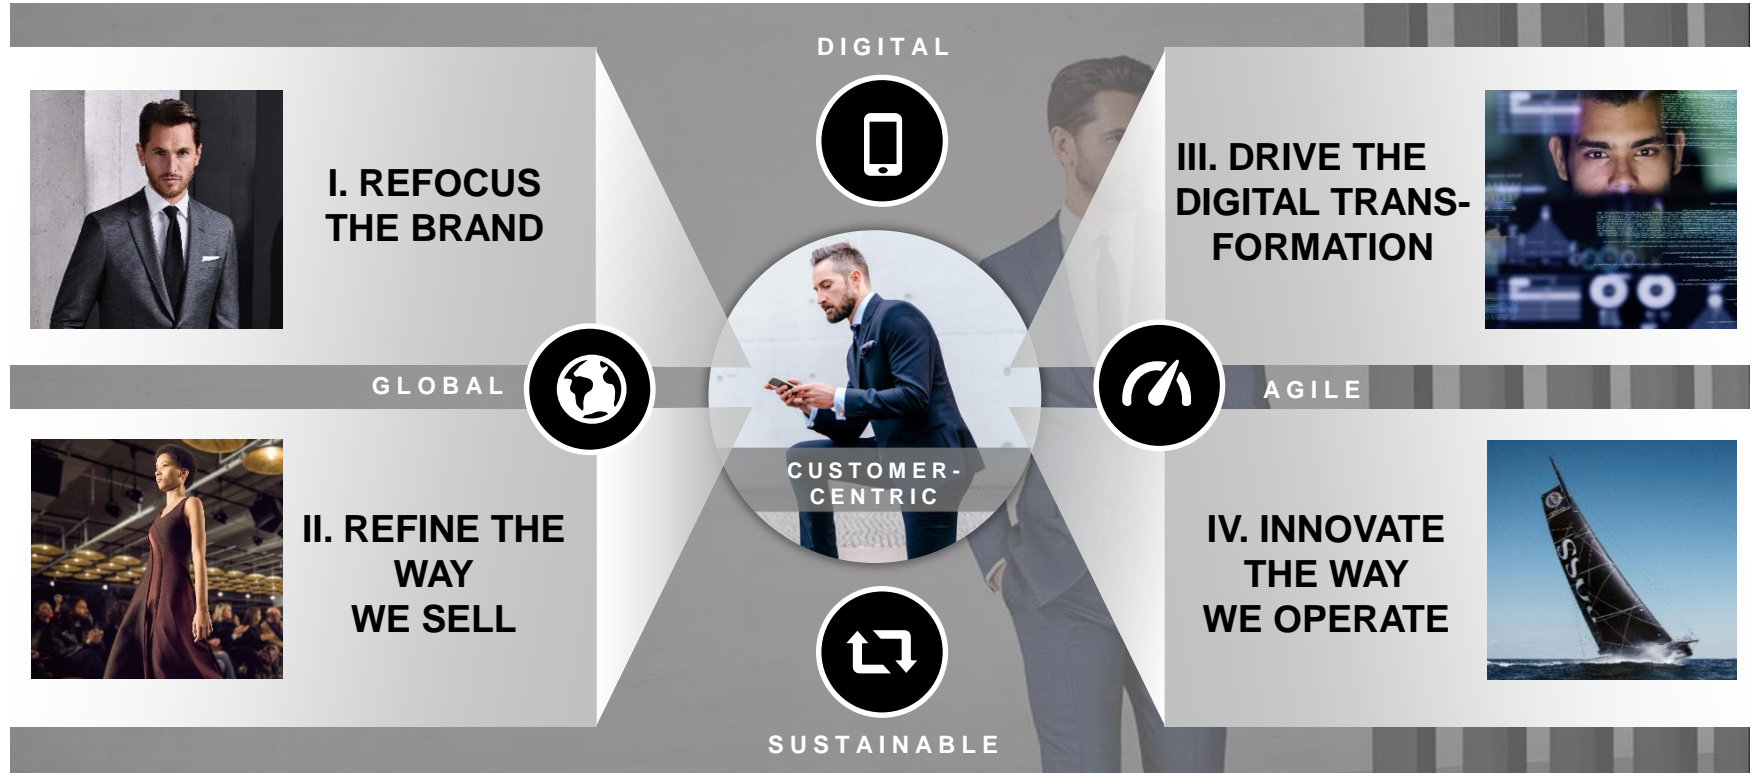 DIGITAL
I. REFOCUS
THE BRAND
III. DRIVE THE
DIGITAL TRANS-
FORMATION
GLOBAL
AGILE
CUSTOMER-
CENTRIC
II. REFINE THE
WAY
WE SELL
IV. INNOVATE
THE WAY
WE OPERATE
SUSTAINABLE